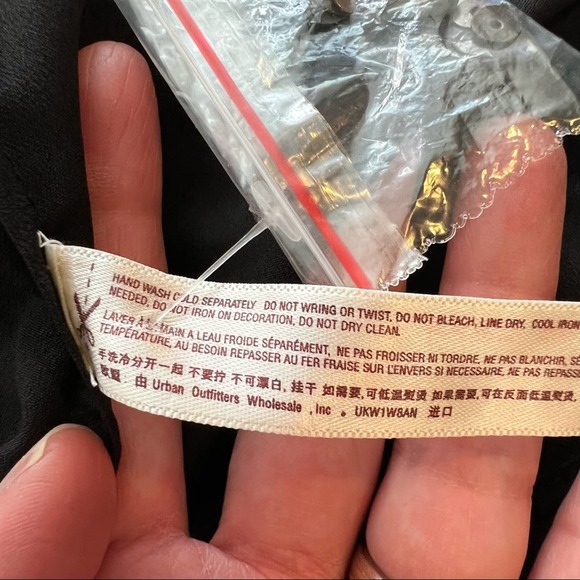 HAND WASH COLD SEPARATELY DO NOT WRING OR TWIST, DO NOT BLEACH, LINE DRY. COOL IRON
NEEDED, DO NOT IRON ON DECORATION, DO NOT DRY CLEAN.
LAVER À LA MAIN A LEAU FROIDE SÉPARÉMENT, NE PAS FROISSER NI TORDRE, NE PAS BLANCHIR,
TEMPÉRATURE, AU BESOIN REPASSER AU FER FRAISE SUR L'ENVERS SI NECESSAIRE, NE PAS REPASS
手洗冷分开一起 不要拧 不可漂白, 挂干 如需要,可低温熨烫 如果需要,可在反面低温熨
欧盟 由 Urban Outfitters Wholesale ,Inc 。 UKW1W8AN 进口